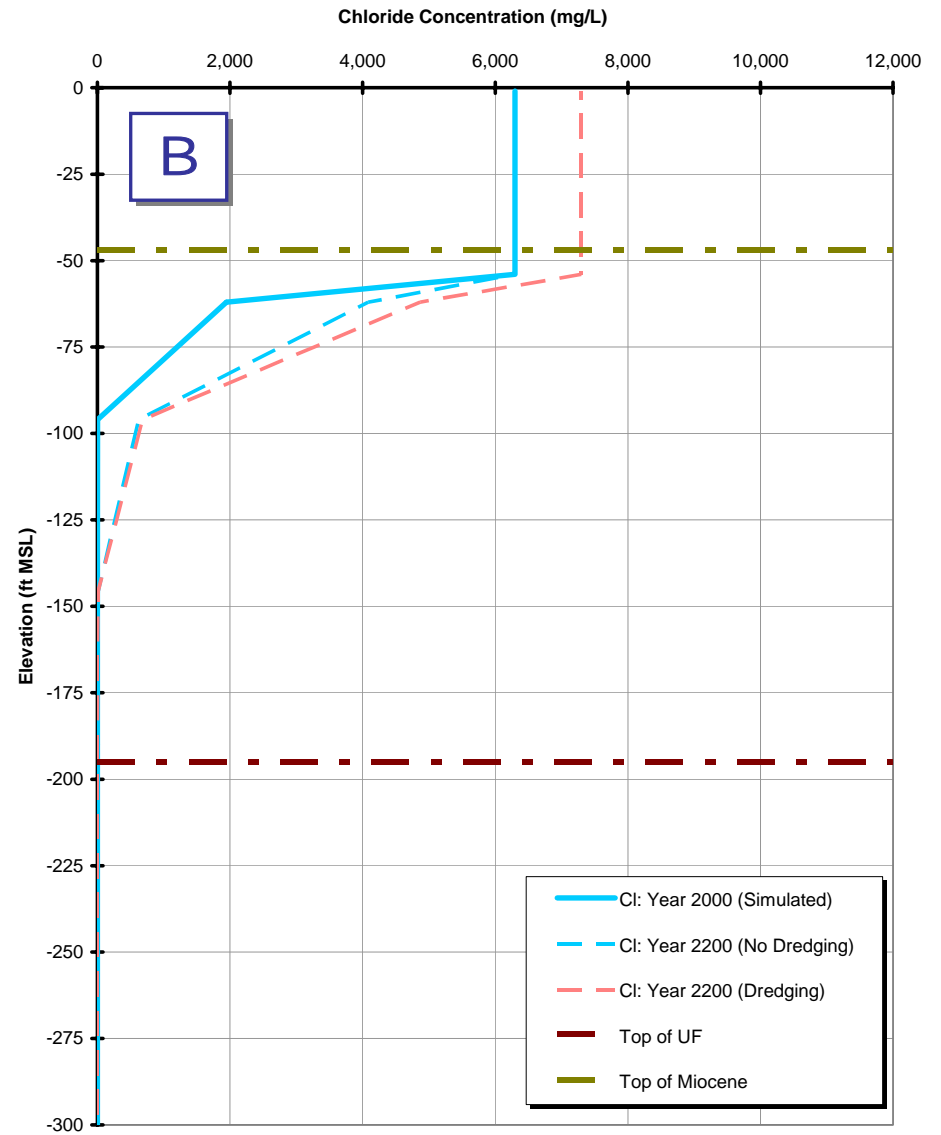 Chloride Concentration (mg/L)
0 2,000 4,000 6,000 8,000 10,000 12,000
0
B
-25
-50
-75
-100
-125
-150
-175
-200
-225
-250
-275
-300
Elevation (ft MSL)
Cl: Year 2000 (Simulated)
Cl: Year 2200 (No Dredging)
Cl: Year 2200 (Dredging)
Top of UF
Top of Miocene